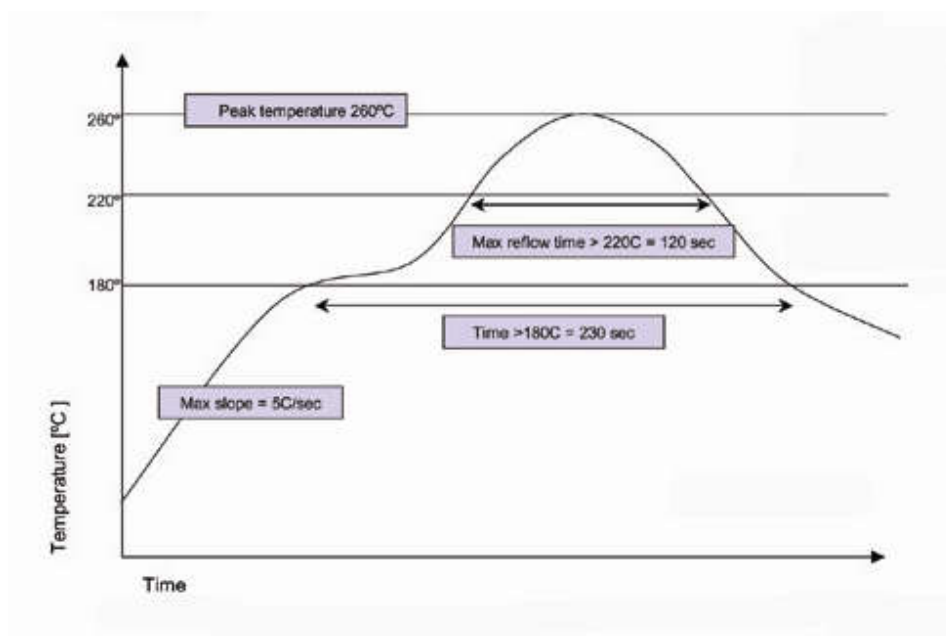 Peak temperature 260ºC
260º
220º
Max reflow time > 220C = 120 sec
180º
Time >180C = 230 sec
Max slope = 5C/sec
Temperature [ºC ]
Time